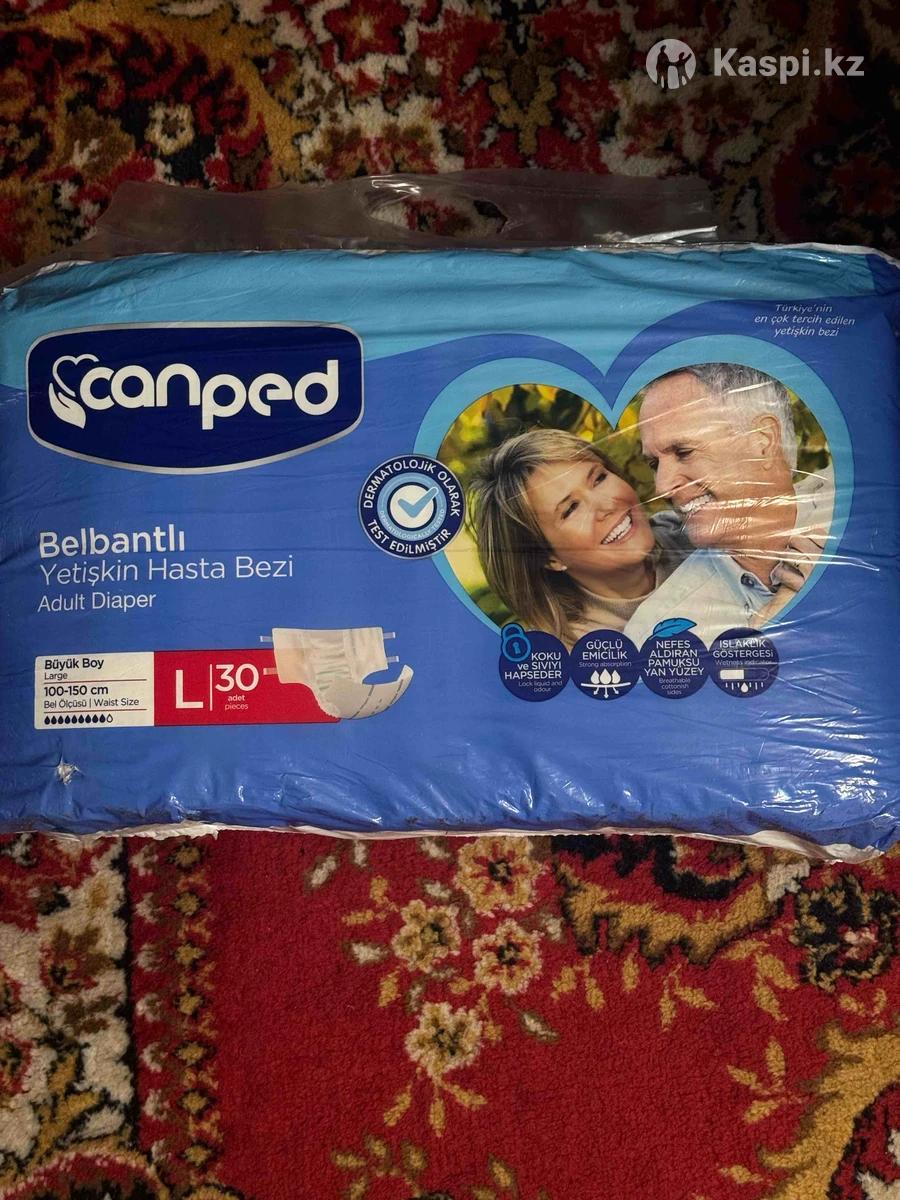 Kaspi.kz
Türkiye'nin
en çok tercih edilen
yetişkin bezi
canped
DERMATOLOJİK OLARAK
TEST EDİLMİŞTİR
Belbantlı
Yetişkin Hasta Bezi
Adult Diaper
KOKU
ve SIVIYI
HAPSEDER
Lock liquid and
odour
GÜÇLÜ
EMİCİLİK
Strong absorption
NEFES
ALDIRAN
PAMUKSU
YAN YÜZEY
Breathable
cottonish
sides
ISLAKLIK
GÖSTERGESİ
Wetness indicator
Büyük Boy
Large
100-150 cm
Bel Ölçüsü | Waist Size
L
30
adet
pieces